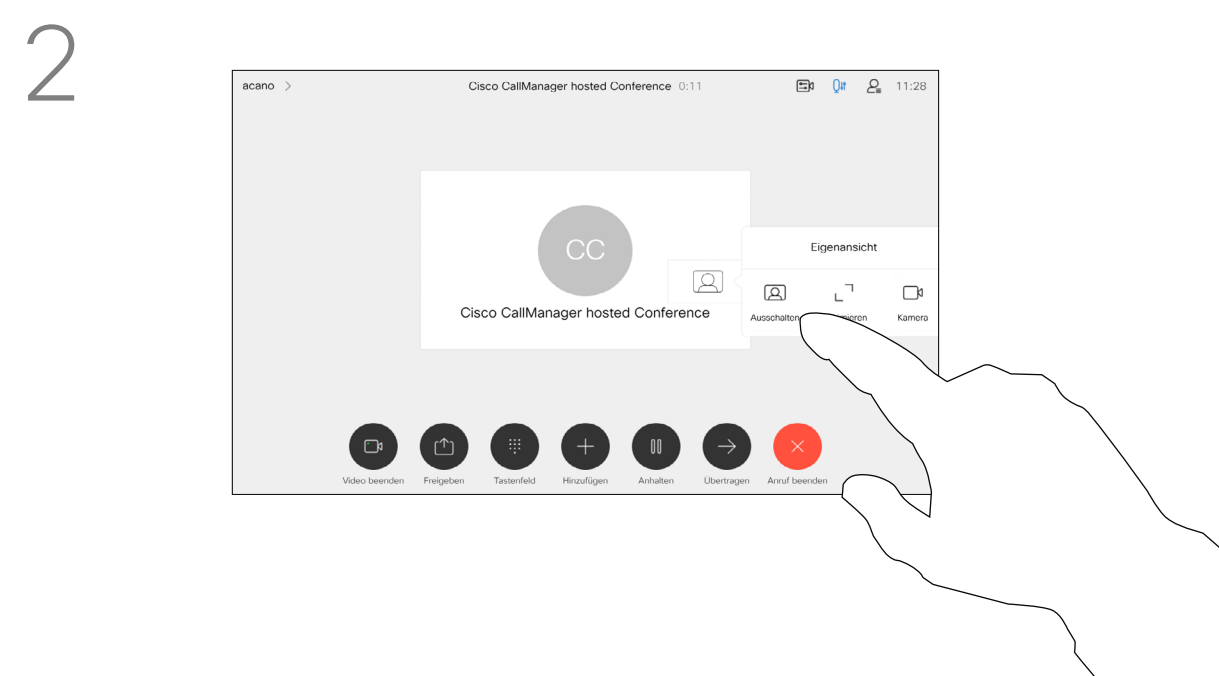 2
acano >
Cisco CallManager hosted Conference 0:11
11:28
CC
Cisco CallManager hosted Conference
Eigenansicht
Ausschalten
Kamera
Video beenden
Freigeben
Tastenfeld
Hinzufügen
Anhalten
Übertragen
Anruf beenden